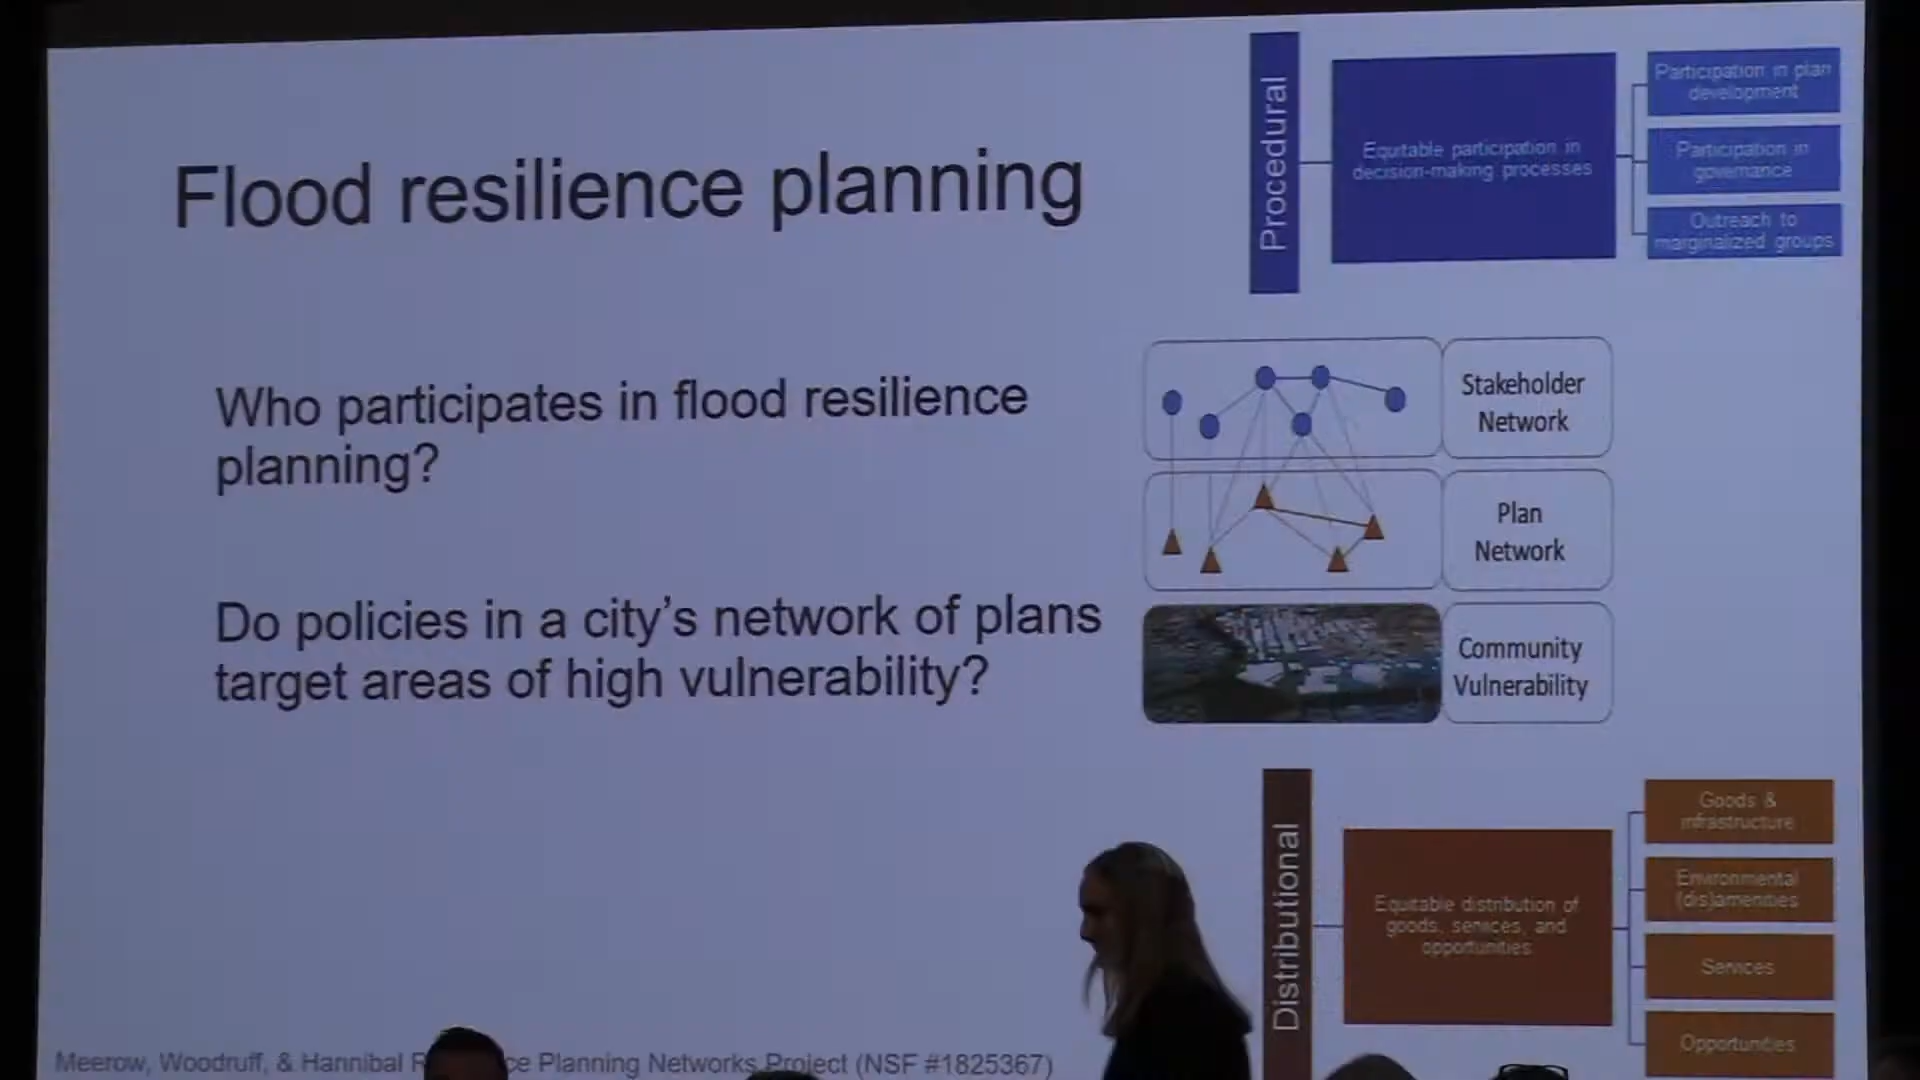 Flood resilience planning
Who participates in flood resilience
planning?
Do policies in a city's network of plans
target areas of high vulnerability?
Procedural
Equitable participation in
decision-making processes
Participation in plan
development
Participation in
governance
Outreach to
marginalized groups
Stakeholder
Network
Plan
Network
Community
Vulnerability
Distributional
Equitable distribution of
goods, services, and
opportunities
Goods &
infrastructure
Environmental
(dis)amenities
Services
Opportunities
Meerow, Woodruff, & Hannibal Planning Networks Project (NSF #1825367)